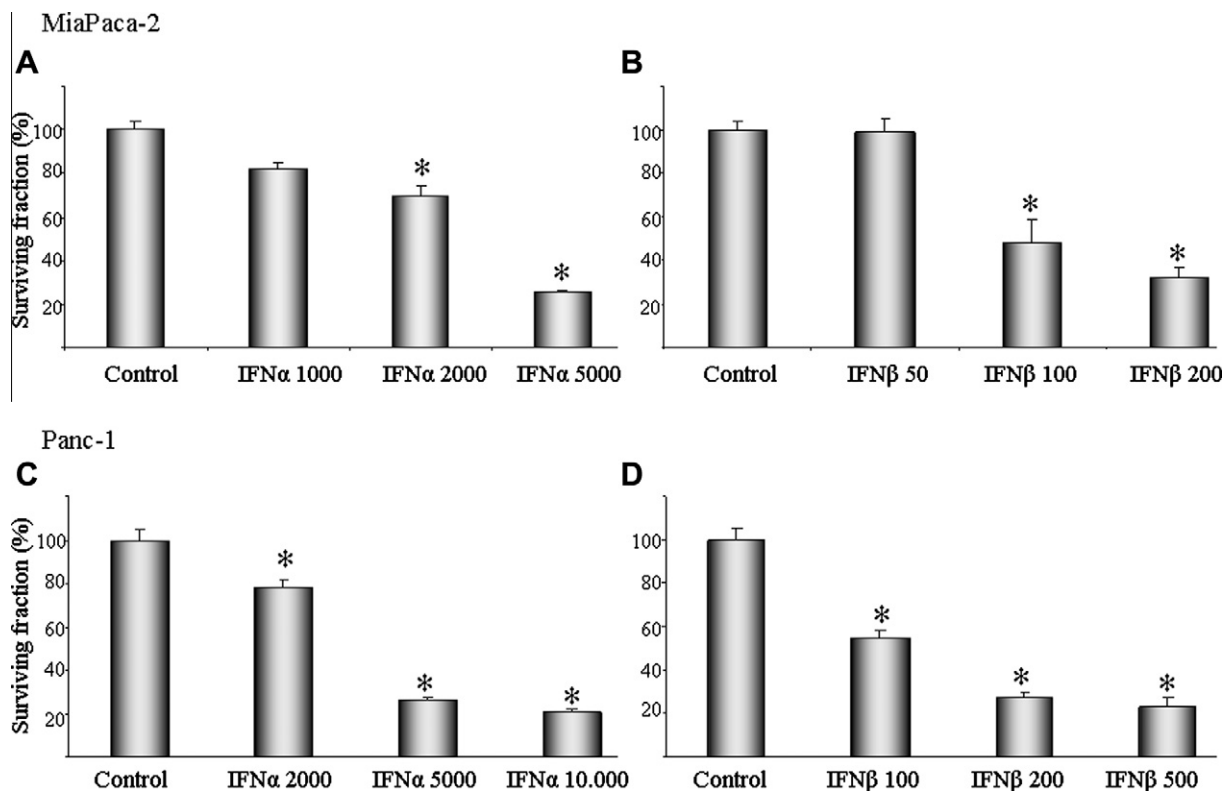 MiaPaca-2
A
B
Surviving fraction (%)
100
80
60
40
20
*
*
Control
IFNα 1000
IFNα 2000
IFNα 5000
100
80
60
40
20
*
*
Control
IFNβ 50
IFNβ 100
IFNβ 200
Panc-1
C
D
Surviving fraction (%)
100
80
60
40
20
*
*
*
Control
IFNα 2000
IFNα 5000
IFNα 10.000
100
80
60
40
20
*
*
*
Control
IFNβ 100
IFNβ 200
IFNβ 500